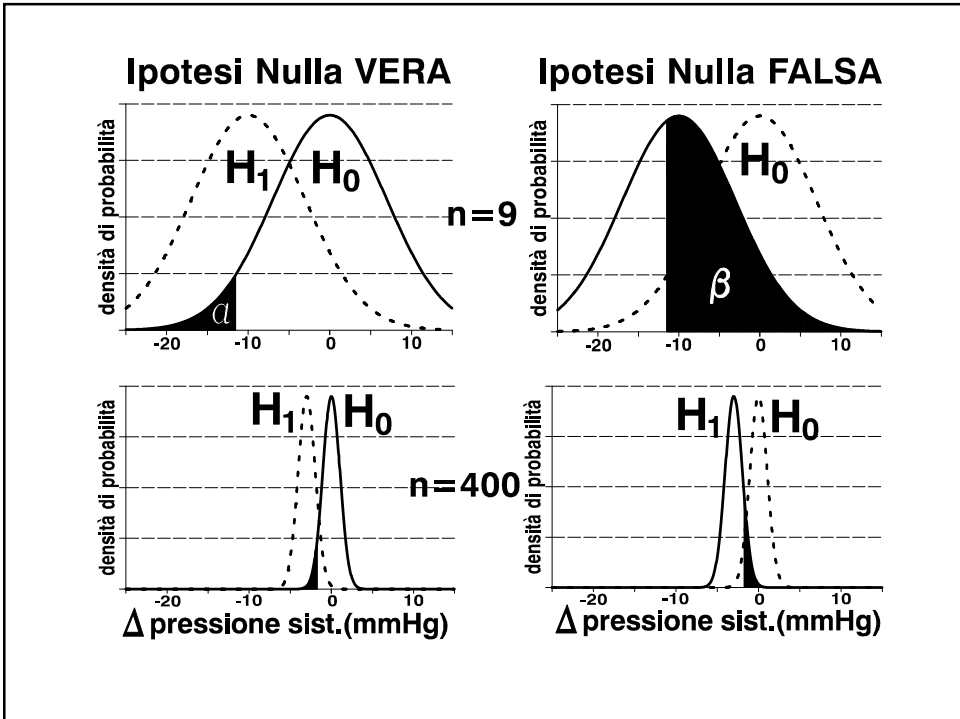 Ipotesi Nulla VERA
Ipotesi Nulla FALSA
densità di probabilità
H1
H0
α
-20
-10
0
10
n=9
densità di probabilità
H0
β
-20
-10
0
10
densità di probabilità
H1
H0
-20
-10
0
10
Δ pressione sist.(mmHg)
n=400
densità di probabilità
H1
H0
-20
-10
0
10
Δ pressione sist.(mmHg)